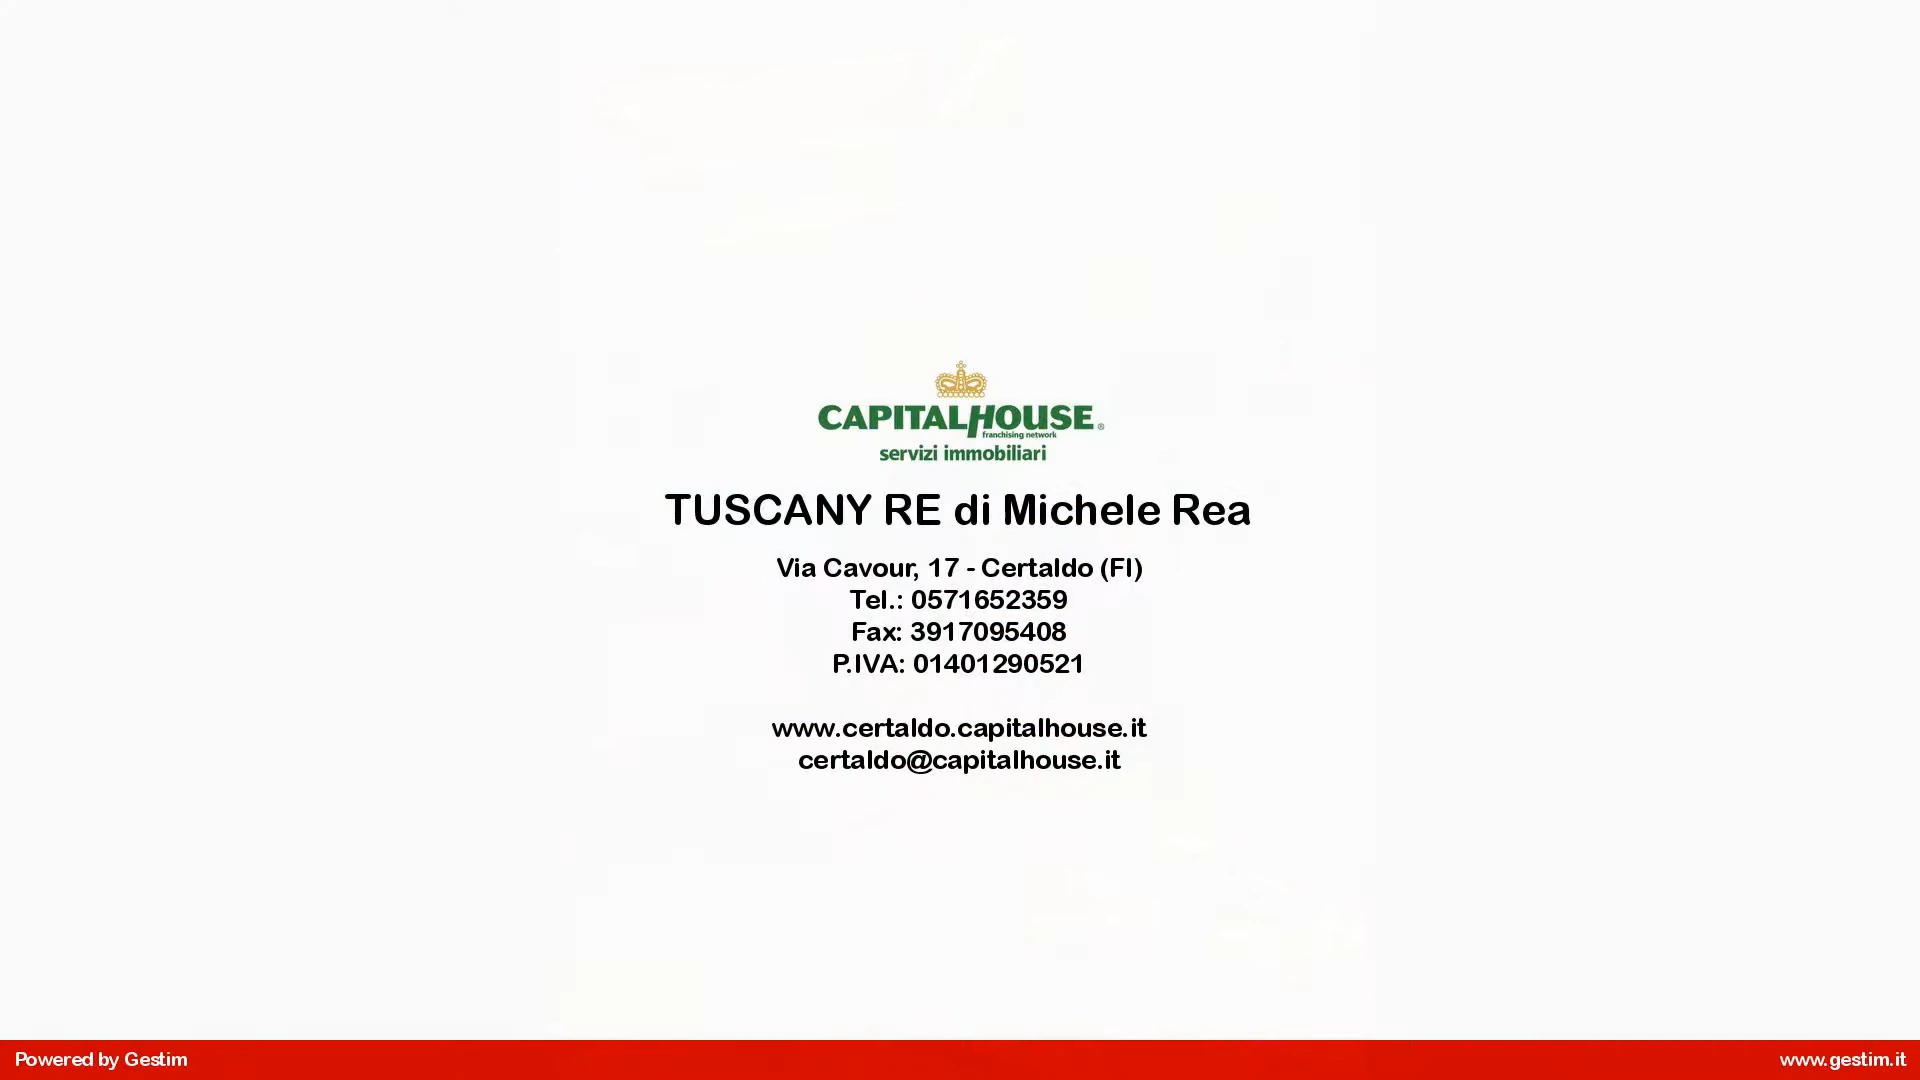 CAPITALHOUSE®
franchising network
servizi immobiliari
TUSCANY RE di Michele Rea
Via Cavour, 17 - Certaldo (FI)
Tel.: 0571652359
Fax: 3917095408
P.IVA: 01401290521
www.certaldo.capitalhouse.it
certaldo@capitalhouse.it
Powered by Gestim
www.gestim.it